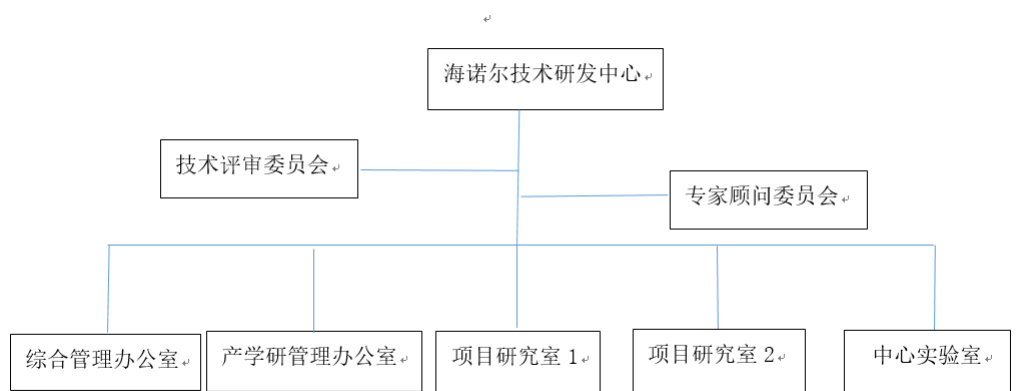 海诺尔技术研发中心
技术评审委员会
专家顾问委员会
综合管理办公室
产学研管理办公室
项目研究室 1
项目研究室 2
中心实验室